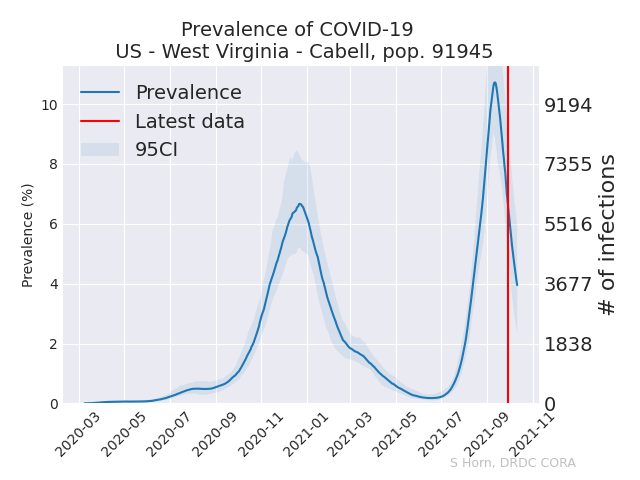 Prevalence of COVID-19
US - West Virginia - Cabell, pop. 91945
Prevalence
Latest data
95CI
Prevalence (%)
10
8
6
4
2
0
9194
7355
5516
3677
1838
0
# of infections
2020-03
2020-05
2020-07
2020-09
2020-11
2021-01
2021-03
2021-05
2021-07
2021-09
2021-11
S Horn, DRDC CORA